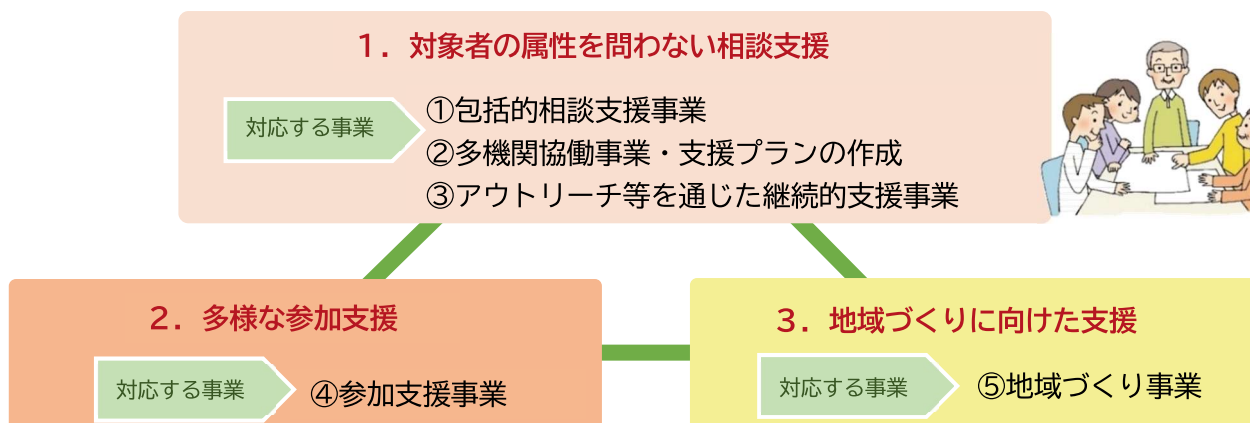 1．対象者の属性を問わない相談支援
対応する事業
①包括的相談支援事業
②多機関協働事業・支援プランの作成
③アウトリーチ等を通じた継続的支援事業
2．多様な参加支援
対応する事業
④参加支援事業
3．地域づくりに向けた支援
対応する事業
⑤地域づくり事業